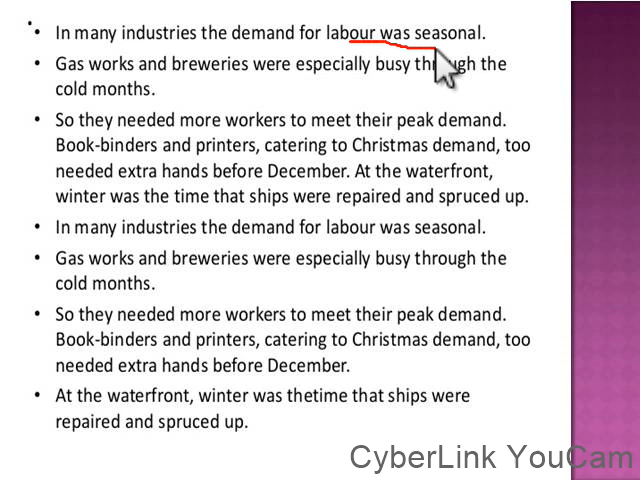 • In many industries the demand for labour was seasonal.
• Gas works and breweries were especially busy through the
cold months.
• So they needed more workers to meet their peak demand.
Book-binders and printers, catering to Christmas demand, too
needed extra hands before December. At the waterfront,
winter was the time that ships were repaired and spruced up.
• In many industries the demand for labour was seasonal.
• Gas works and breweries were especially busy through the
cold months.
• So they needed more workers to meet their peak demand.
Book-binders and printers, catering to Christmas demand, too
needed extra hands before December.
• At the waterfront, winter was thetime that ships were
repaired and spruced up.
CyberLink YouCam